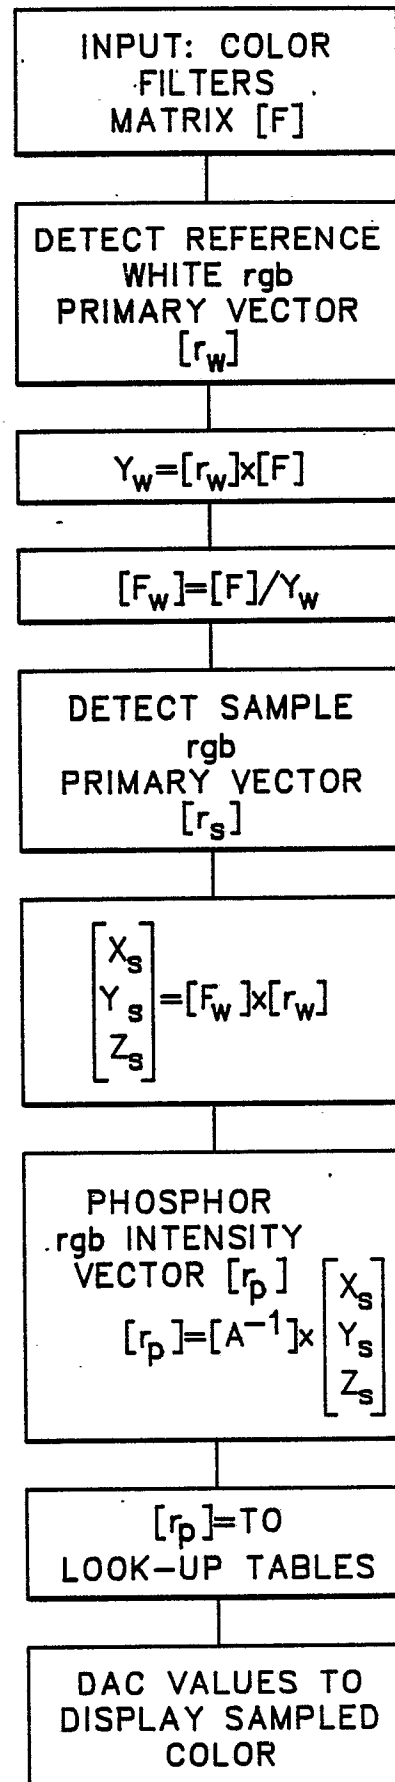 INPUT: COLOR
FILTERS
MATRIX [F]
DETECT REFERENCE
WHITE rgb
PRIMARY VECTOR
[r_w]
Y_w=[r_w]x[F]
[F_w]=[F]/Y_w
DETECT SAMPLE
rgb
PRIMARY VECTOR
[r_s]
[X_s
Y_s
Z_s]=[F_w]x[r_w]
PHOSPHOR
rgb INTENSITY
VECTOR [r_p]
[r_p]=[A^-1]x[X_s
Y_s
Z_s]
[r_p]=TO
LOOK-UP TABLES
DAC VALUES TO
DISPLAY SAMPLED
COLOR